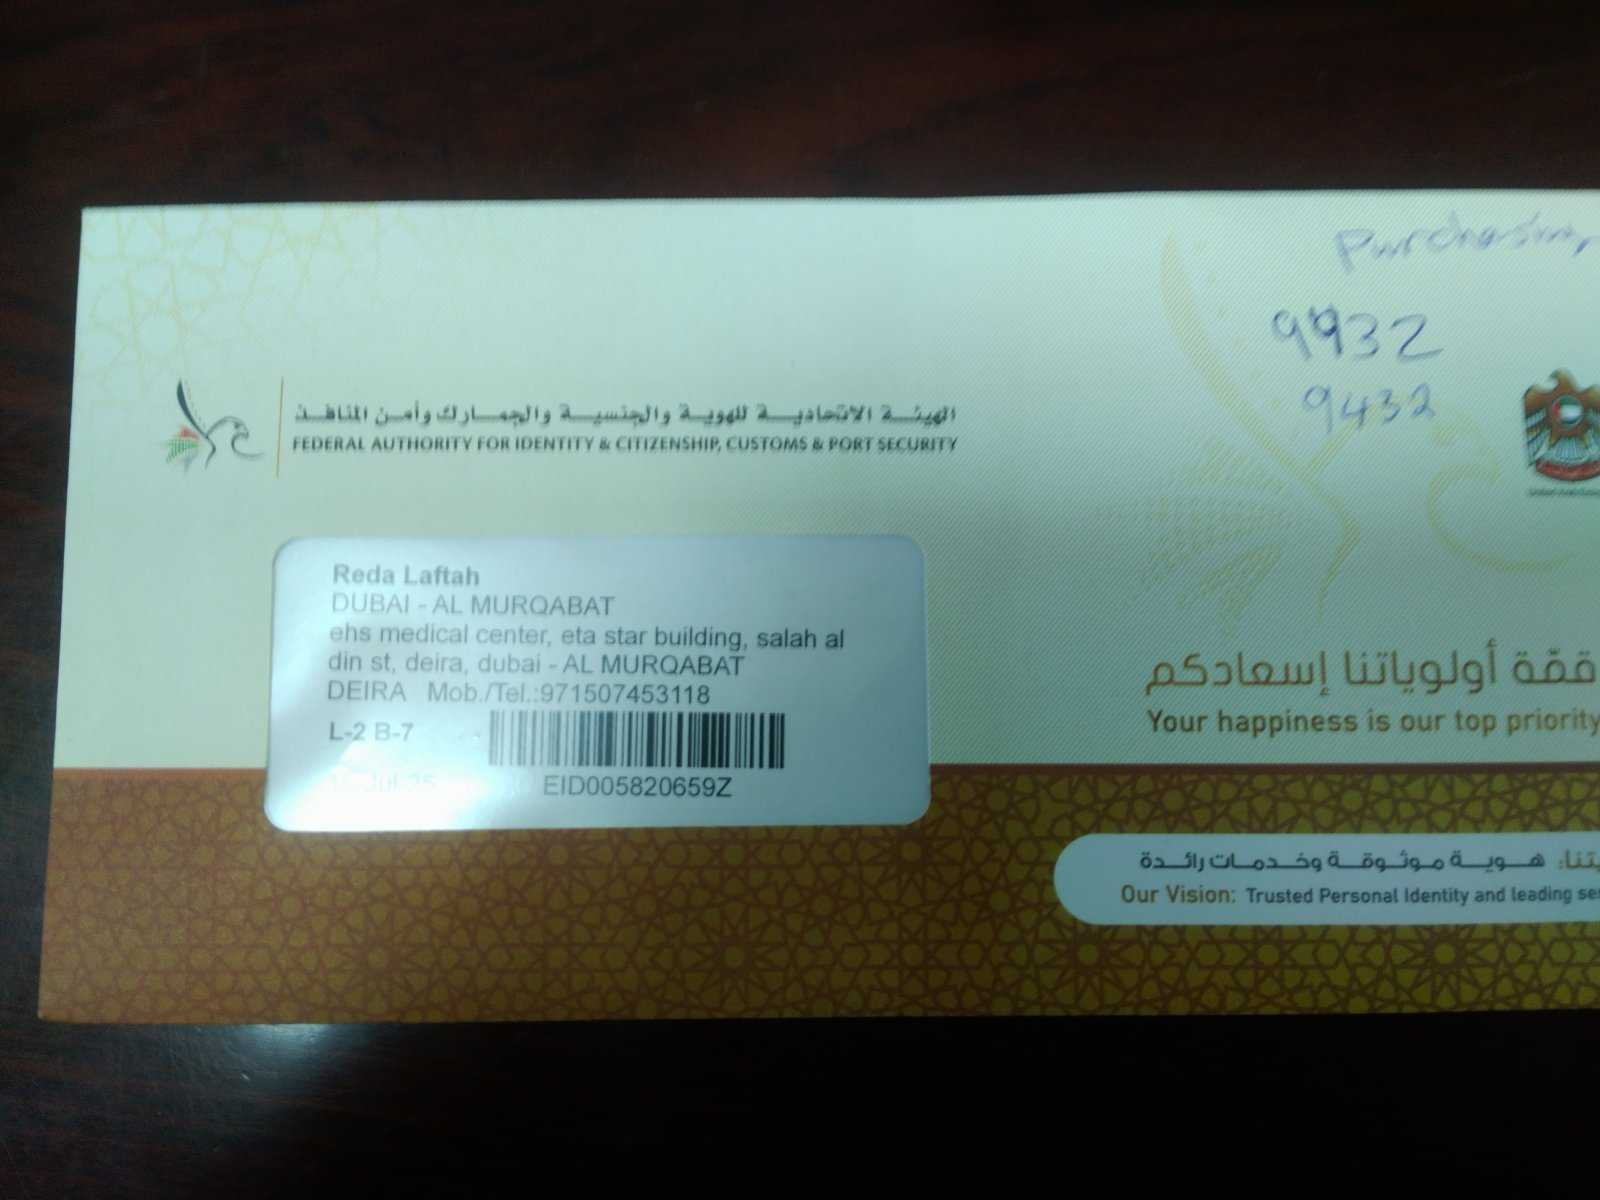 Purchasing
9932
9432
الهيئة الاتحادية للهوية والجنسية والجمارك وأمن المنافذ
FEDERAL AUTHORITY FOR IDENTITY & CITIZENSHIP, CUSTOMS & PORT SECURITY
Reda Laftah
DUBAI - AL MURQABAT
ehs medical center, eta star building, salah al
din st, deira, dubai - AL MURQABAT
DEIRA Mob./Tel.:971507453118
L-2 B-7
EID005820659Z
قمّة أولوياتنا إسعادكم
Your happiness is our top priority
هوية موثوقة وخدمات رائدة
Our Vision: Trusted Personal Identity and leading